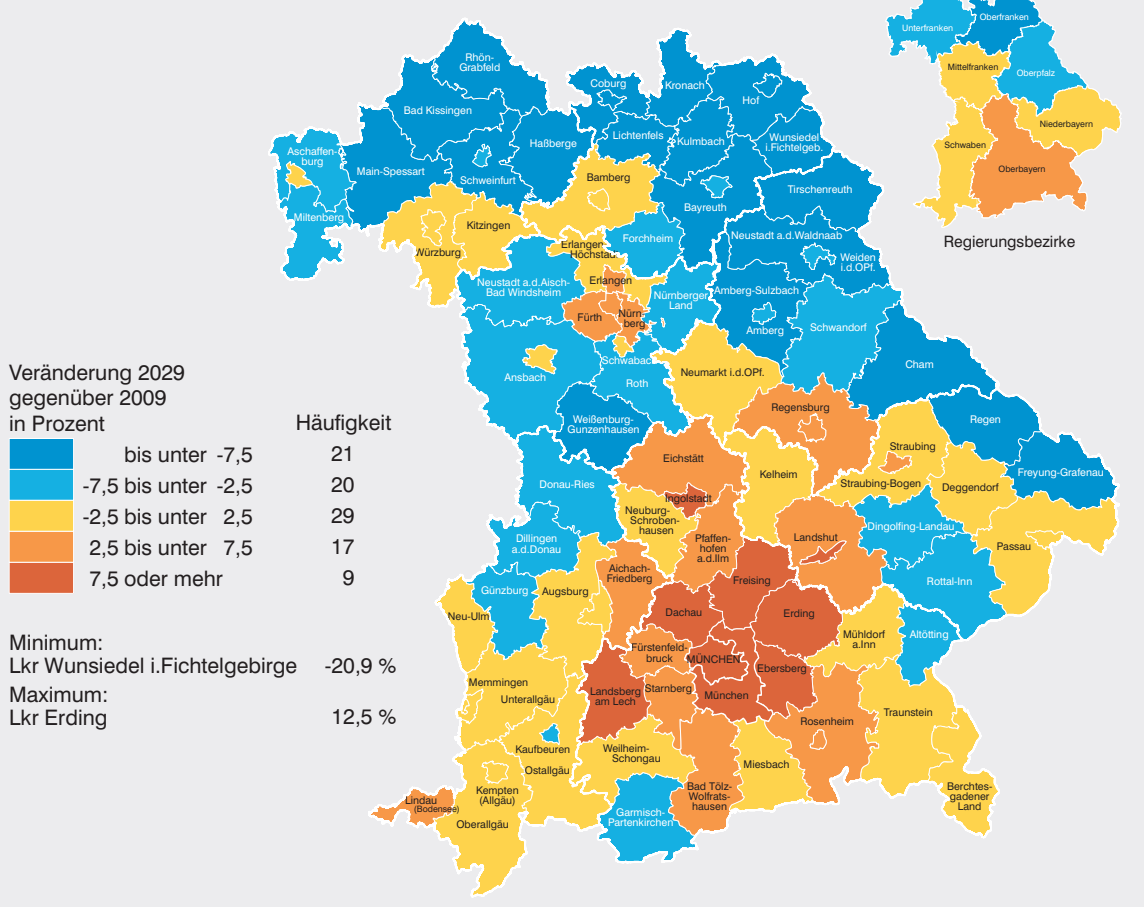 Unterfranken
Oberfranken
Mittelfranken
Oberpfalz
Niederbayern
Schwaben
Oberbayern
Regierungsbezirke
Rhön-
Grabfeld
Coburg
Kronach
Hof
Bad Kissingen
Lichtenfels
Kulmbach
Wunsiedel
i.Fichtelgeb.
Haßberge
Aschaffen-
burg
Main-Spessart
Schweinfurt
Bamberg
Tirschenreuth
Bayreuth
Miltenberg
Kitzingen
Würzburg
Forchheim
Neustadt a.d.Waldnaab
Erlangen-
Höchstadt
Weiden
i.d.OPf.
Neustadt a.d.Aisch-
Bad Windsheim
Erlangen
Nürnberger
Land
Amberg-Sulzbach
Fürth
Nürn-
berg
Amberg
Schwandorf
Schwabach
Ansbach
Roth
Neumarkt i.d.OPf.
Cham
Weißenburg-
Gunzenhausen
Regensburg
Regen
Straubing
Eichstätt
Kelheim
Freyung-Grafenau
Donau-Ries
Straubing-Bogen
Deggendorf
Ingolstadt
Neuburg-
Schroben-
hausen
Dingolfing-Landau
Dillingen
a.d.Donau
Pfaffen-
hofen
a.d.Ilm
Landshut
Passau
Aichach-
Friedberg
Freising
Rottal-Inn
Günzburg
Augsburg
Neu-Ulm
Dachau
Erding
Mühldorf
a.Inn
Altötting
Fürstenfeld-
bruck
MÜNCHEN
Ebersberg
Memmingen
Unterallgäu
Landsberg
am Lech
Starnberg
München
Rosenheim
Traunstein
Kaufbeuren
Ostallgäu
Weilheim-
Schongau
Miesbach
Kempten
(Allgäu)
Bad Tölz-
Wolfrats-
hausen
Berchtes-
gadener
Land
Lindau
(Bodensee)
Oberallgäu
Garmisch-
Partenkirchen
Veränderung 2029
gegenüber 2009
in Prozent Häufigkeit
bis unter -7,5 21
-7,5 bis unter -2,5 20
-2,5 bis unter 2,5 29
2,5 bis unter 7,5 17
7,5 oder mehr 9
Minimum:
Lkr Wunsiedel i.Fichtelgebirge -20,9 %
Maximum:
Lkr Erding 12,5 %